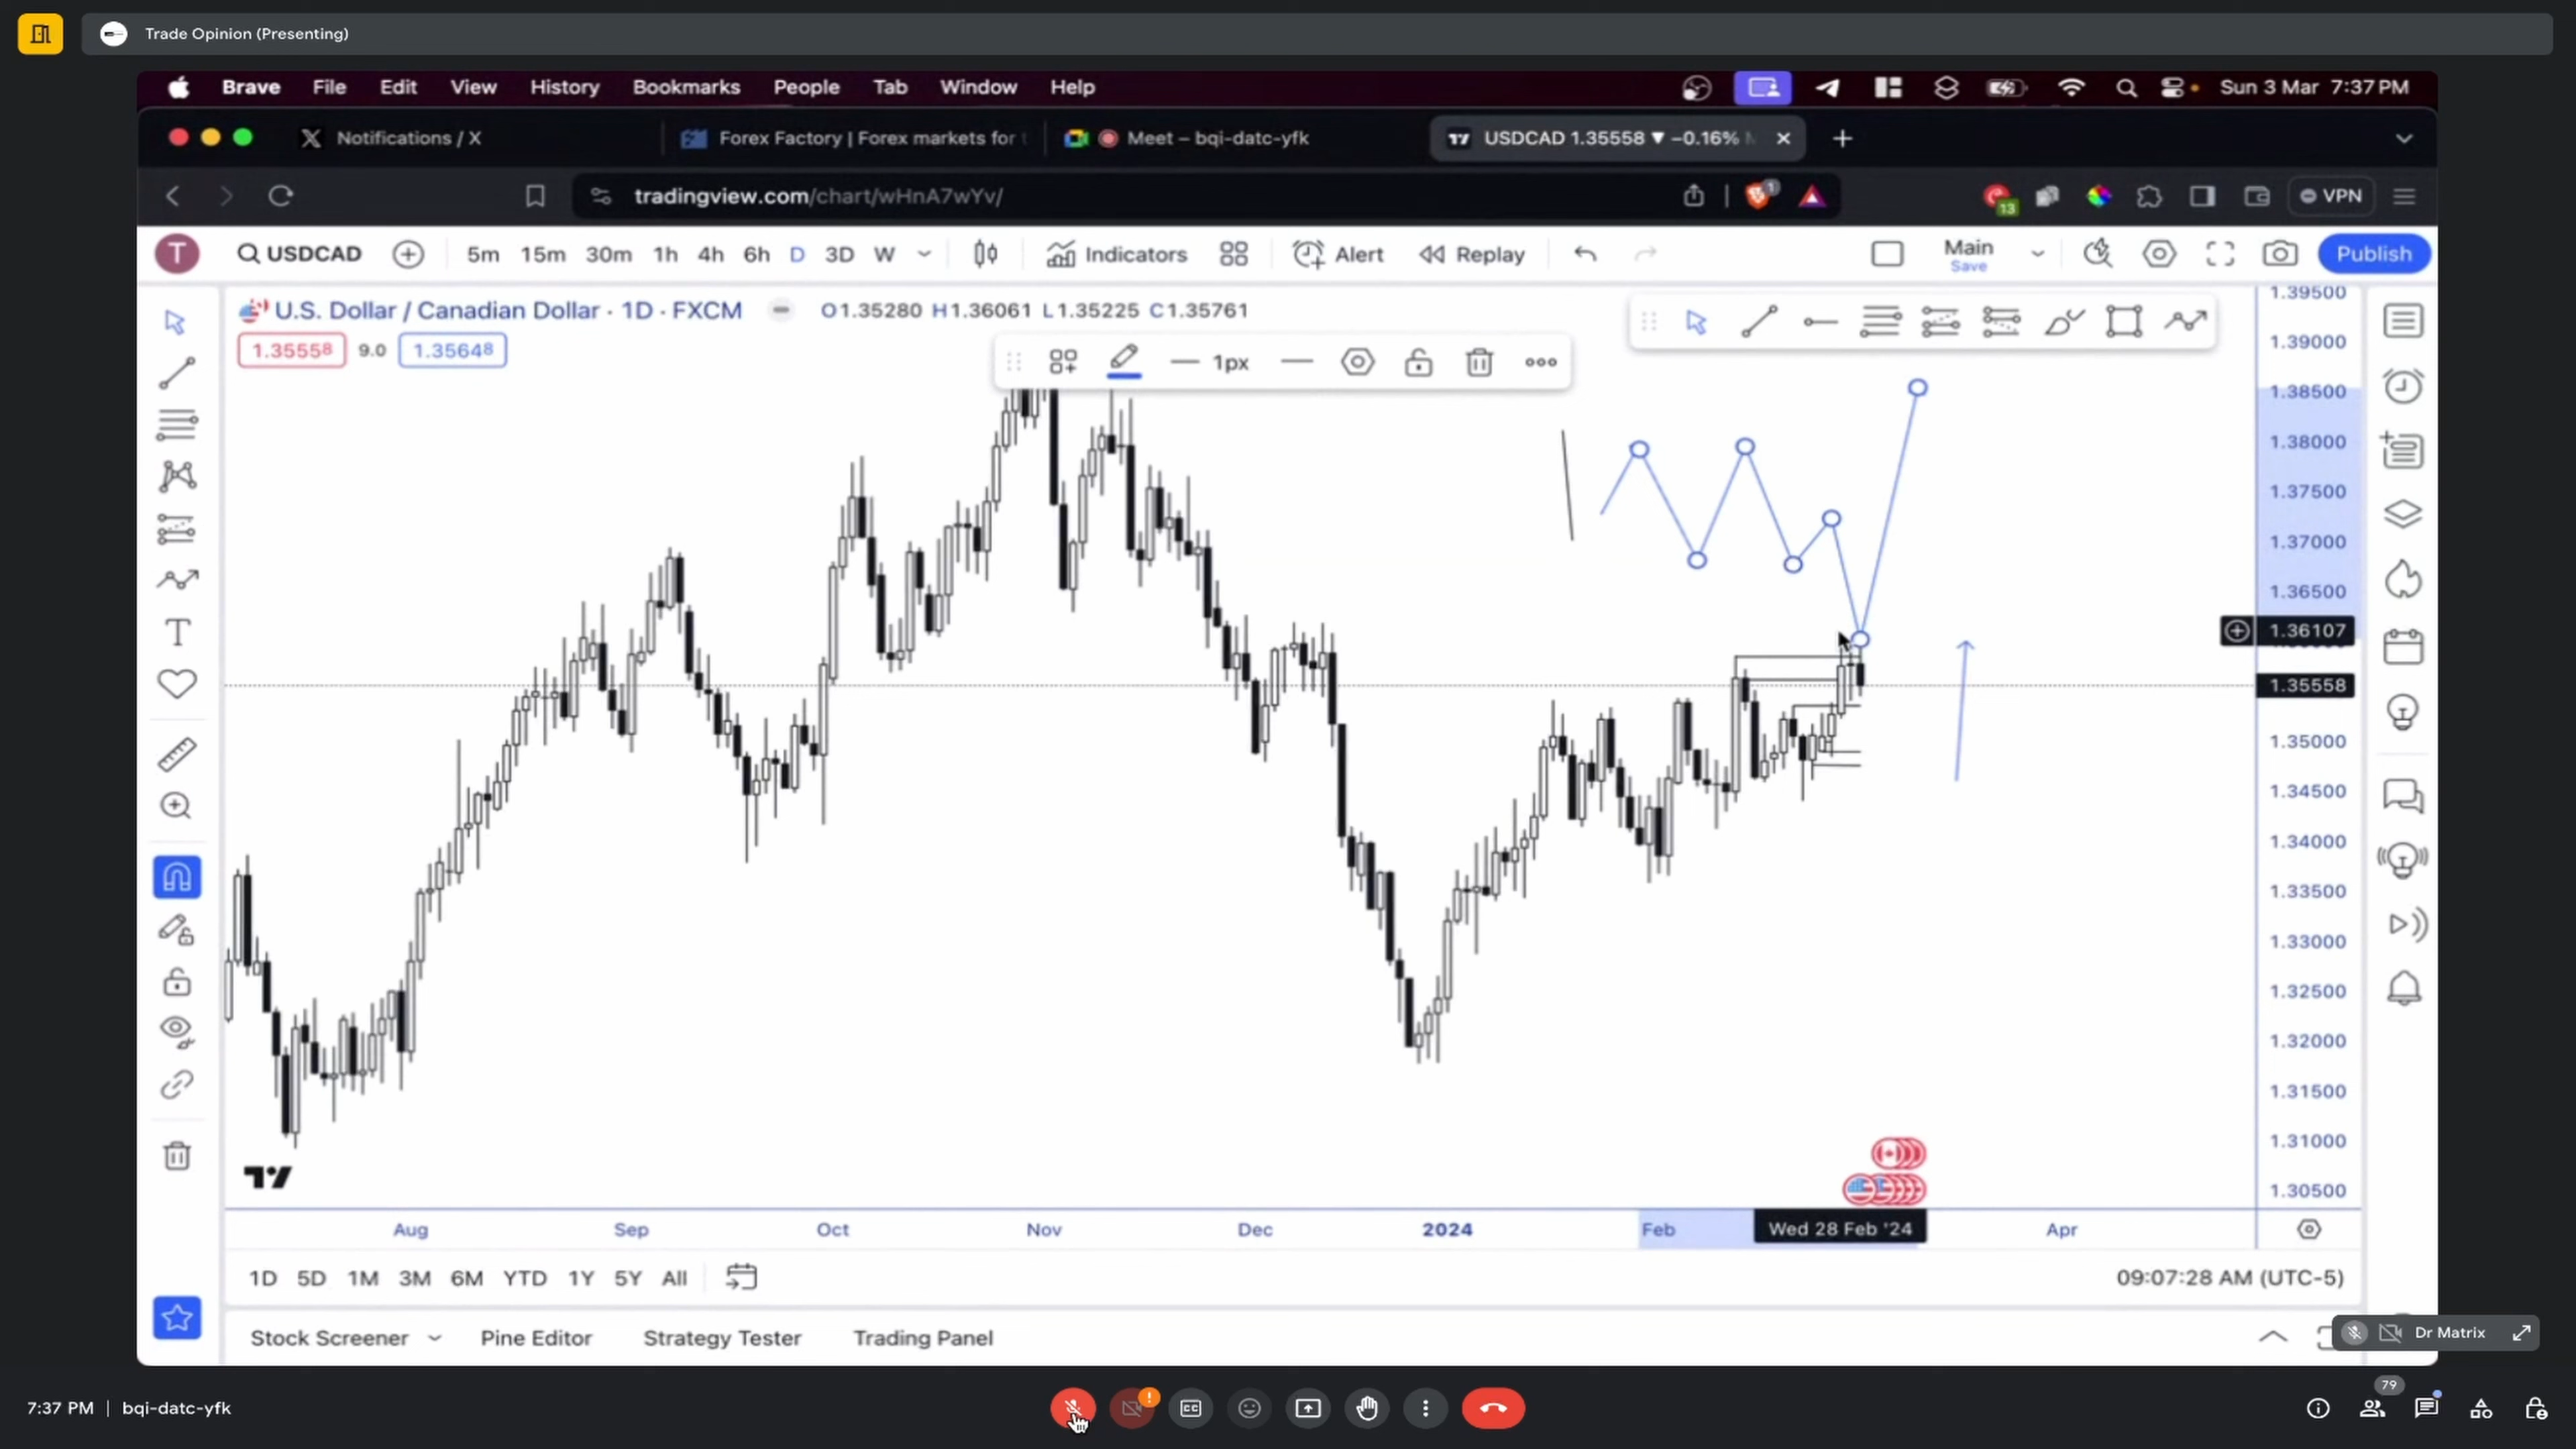 Trade Opinion (Presenting)
Brave File Edit View History Bookmarks People Tab Window Help Sun 3 Mar 7:37 PM
Notifications / X Forex Factory | Forex markets for t Meet – bqi-datc-yfk USDCAD 1.35558 ▼ −0.16%
tradingview.com/chart/wHnA7wYv/ 1 13 VPN
T USDCAD 5m 15m 30m 1h 4h 6h D 3D W Indicators Alert Replay Main Save Publish
U.S. Dollar / Canadian Dollar · 1D · FXCM O1.35280 H1.36061 L1.35225 C1.35761
1.35558 9.0 1.35648
1px
1.39500
1.39000
1.38500
1.38000
1.37500
1.37000
1.36500
1.36107
1.35558
1.35000
1.34500
1.34000
1.33500
1.33000
1.32500
1.32000
1.31500
1.31000
1.30500
Aug Sep Oct Nov Dec 2024 Feb Wed 28 Feb '24 Apr
1D 5D 1M 3M 6M YTD 1Y 5Y All 09:07:28 AM (UTC-5)
Stock Screener Pine Editor Strategy Tester Trading Panel
Dr Matrix
7:37 PM | bqi-datc-yfk 79